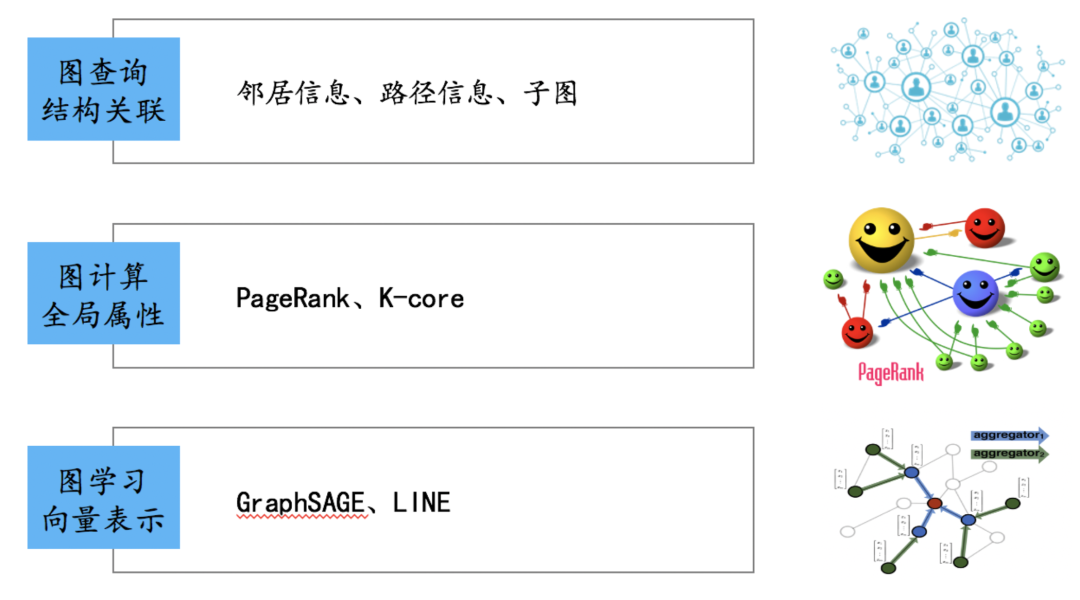 图查询
结构关联
邻居信息、路径信息、子图
图计算
全局属性
PageRank、K-core
PageRank
图学习
向量表示
GraphSAGE、LINE
aggregator1
aggregator2